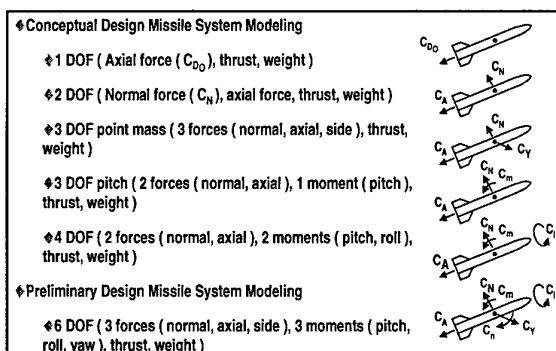 ◆Conceptual Design Missile System Modeling
◆1 DOF ( Axial force ( C_DO ), thrust, weight )
C_DO
◆2 DOF ( Normal force ( C_N ), axial force, thrust, weight )
C_N
C_A
◆3 DOF point mass ( 3 forces ( normal, axial, side ), thrust,
weight )
C_N
C_A
C_Y
◆3 DOF pitch ( 2 forces ( normal, axial ), 1 moment ( pitch ),
thrust, weight )
C_N C_m
C_A
◆4 DOF ( 2 forces ( normal, axial ), 2 moments ( pitch, roll ),
thrust, weight )
C_N C_m
C_A
◆Preliminary Design Missile System Modeling
◆6 DOF ( 3 forces ( normal, axial, side ), 3 moments ( pitch,
roll, yaw ), thrust, weight )
C_N C_m
C_A
C_n C_Y